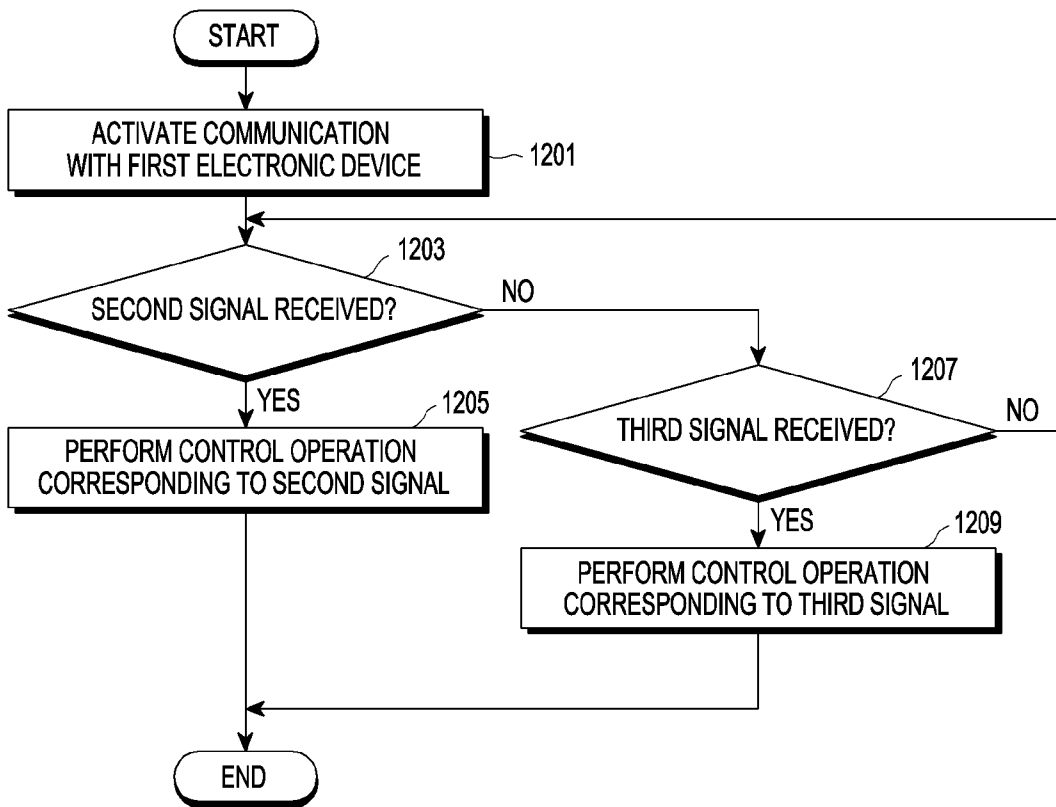 START
ACTIVATE COMMUNICATION
WITH FIRST ELECTRONIC DEVICE
1201
1203
SECOND SIGNAL RECEIVED?
NO
YES
1205
PERFORM CONTROL OPERATION
CORRESPONDING TO SECOND SIGNAL
1207
THIRD SIGNAL RECEIVED?
NO
YES
1209
PERFORM CONTROL OPERATION
CORRESPONDING TO THIRD SIGNAL
END